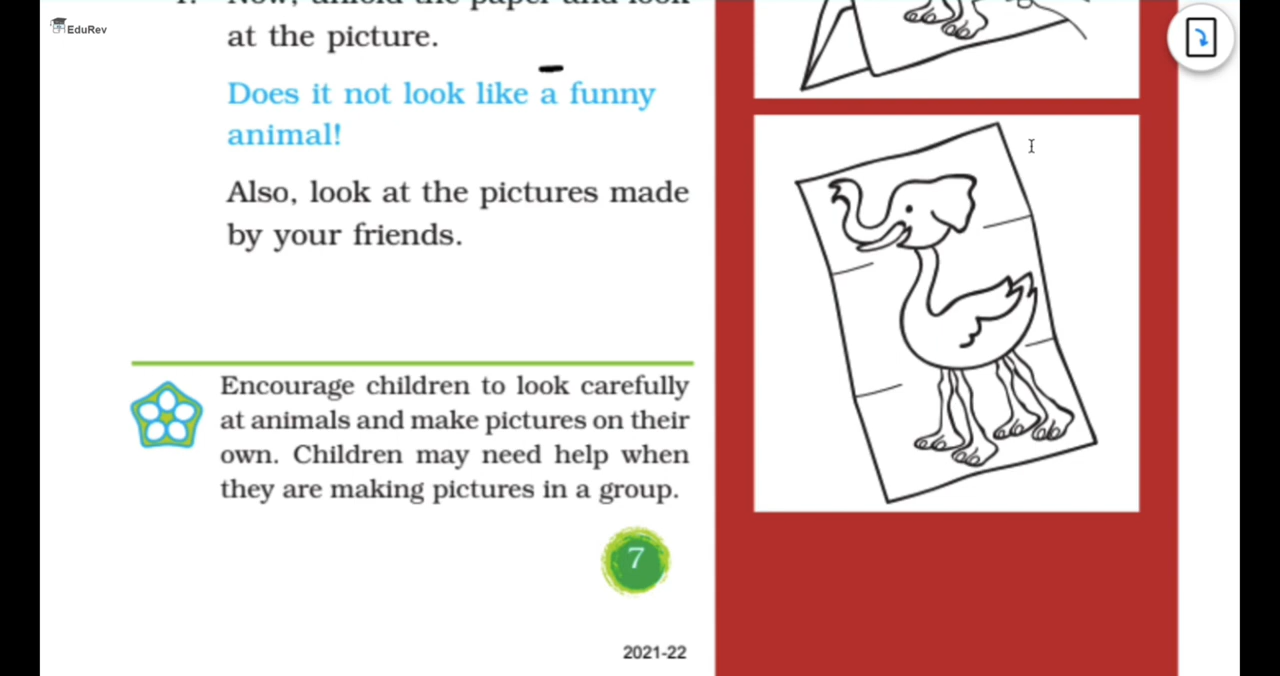 EduRev
at the picture.
Does it not look like a funny
animal!
Also, look at the pictures made
by your friends.
Encourage children to look carefully
at animals and make pictures on their
own. Children may need help when
they are making pictures in a group.
7
2021-22